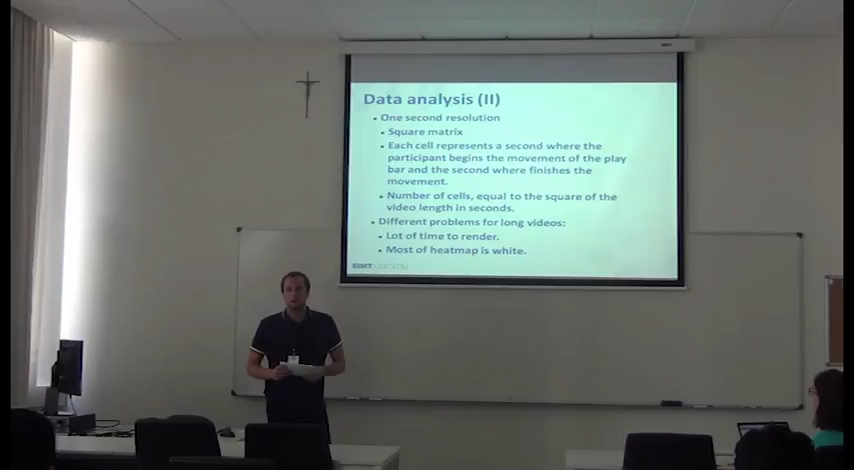 Data analysis (II)
One second resolution
Square matrix
Each cell represents a second where the
participant begins the movement of the play
bar and the second where finishes the
movement.
Number of cells, equal to the square of the
video length in seconds.
Different problems for long videos:
Lot of time to render.
Most of heatmap is white.
GMT